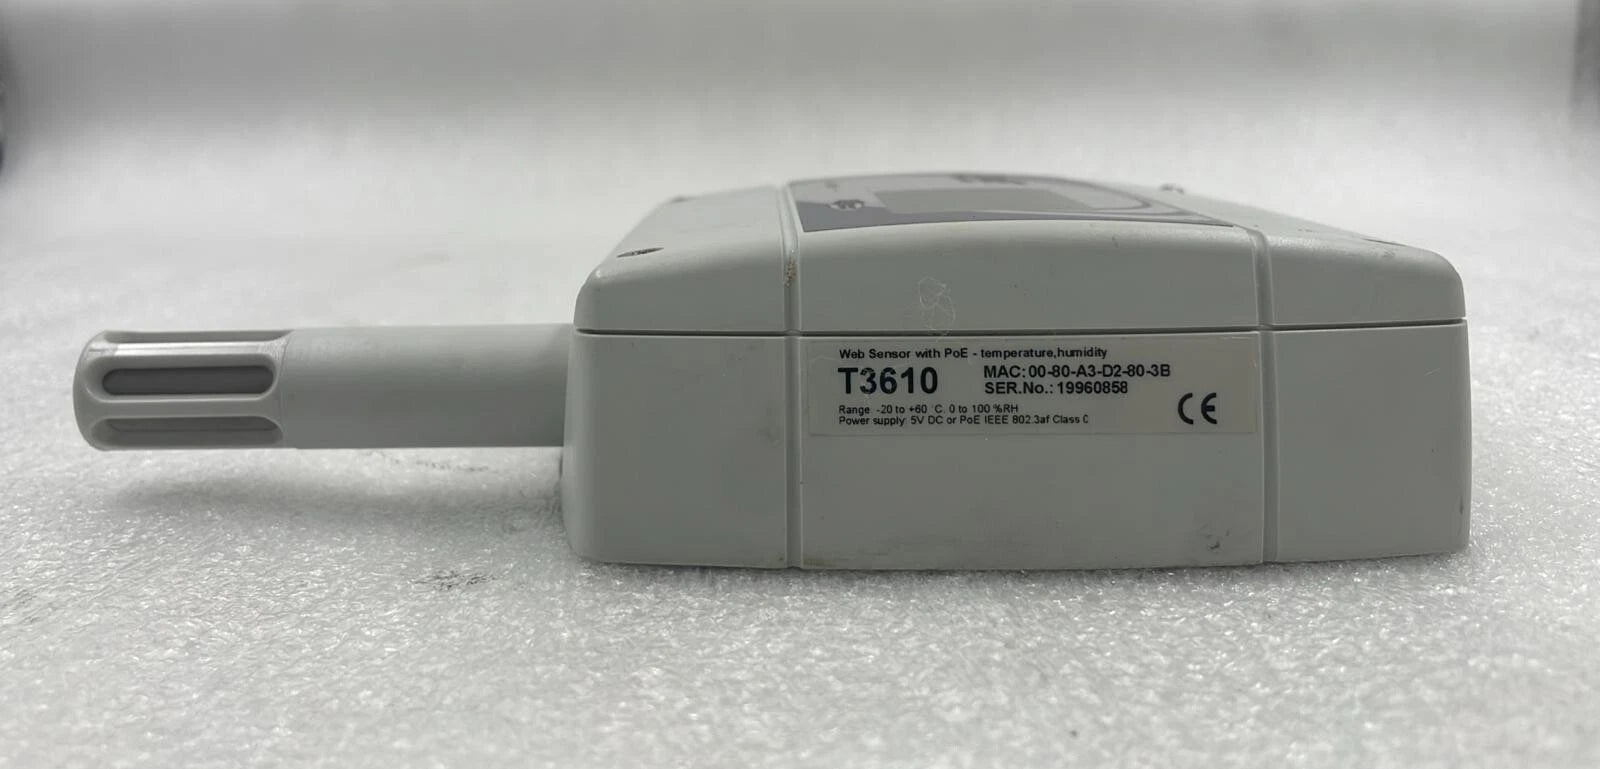 Web Sensor with PoE - temperature,humidity
T3610
MAC: 00-80-A3-D2-80-3B
SER.No.: 19960858
Range: -20 to +60 °C, 0 to 100 %RH
Power supply: 5V DC or PoE IEEE 802.3af Class 0
CE